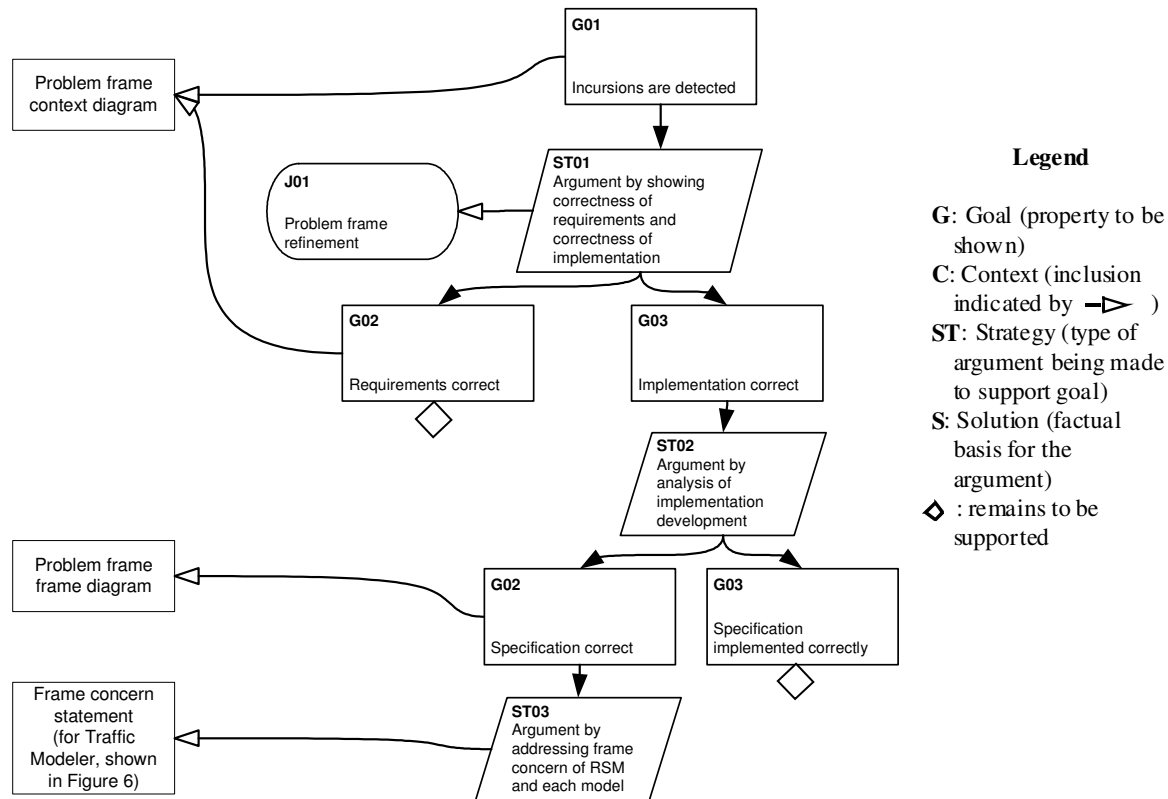 G01
Incursions are detected
Problem frame
context diagram
ST01
Argument by showing
correctness of
requirements and
correctness of
implementation
J01
Problem frame
refinement
G02
Requirements correct
G03
Implementation correct
ST02
Argument by
analysis of
implementation
development
Problem frame
frame diagram
G02
Specification correct
G03
Specification
implemented correctly
Frame concern
statement
(for Traffic
Modeler, shown
in Figure 6)
ST03
Argument by
addressing frame
concern of RSM
and each model
Legend
G: Goal (property to be
shown)
C: Context (inclusion
indicated by )
ST: Strategy (type of
argument being made
to support goal)
S: Solution (factual
basis for the
argument)
: remains to be
supported